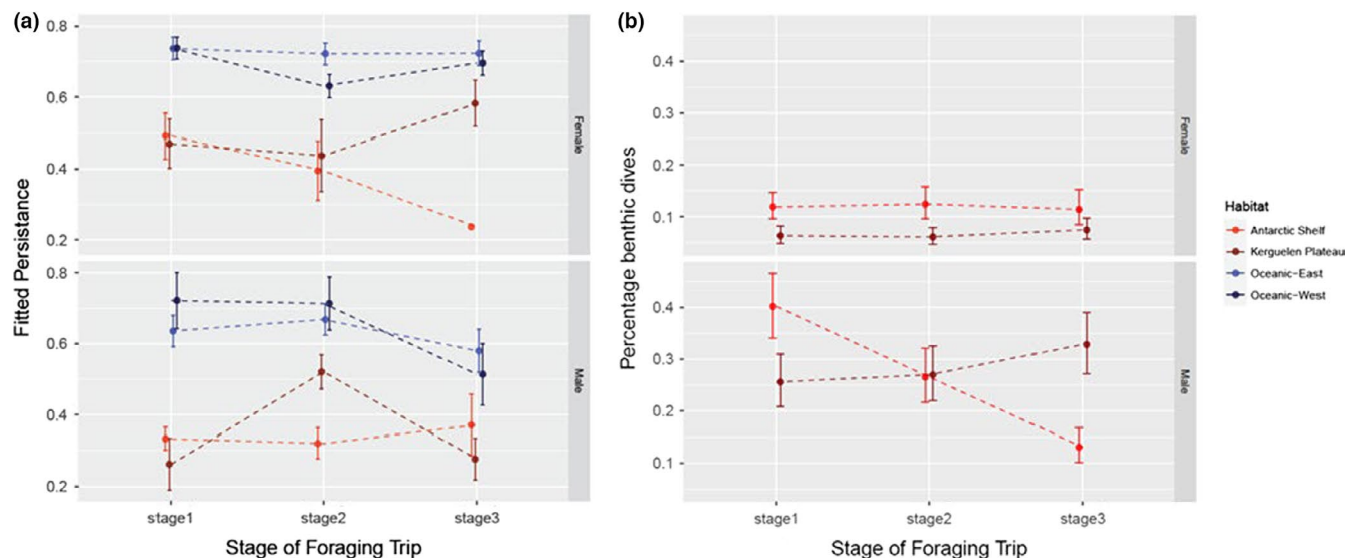 (a)
0.8
0.6
0.4
0.2
Female
0.8
0.6
0.4
0.2
Male
Fitted Persistance
stage1 stage2 stage3
Stage of Foraging Trip
(b)
0.4
0.3
0.2
0.1
Female
0.4
0.3
0.2
0.1
Male
Percentage benthic dives
stage1 stage2 stage3
Stage of Foraging Trip
Habitat
Antarctic Shelf
Kerguelen Plateau
Oceanic-East
Oceanic-West